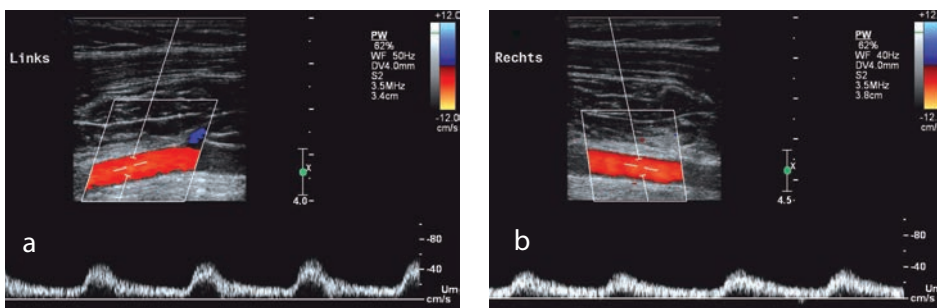 Links
PW
62%
WF 50Hz
DV4.0mm
S2
3.5MHz
3.4cm
+12.0
-12.0
cm/s
X
4.0
a
-80
-40
Um
cm/s
Rechts
PW
62%
WF 40Hz
DV4.0mm
S2
3.5MHz
3.8cm
+12.
-12.
cm/s
X
4.5
b
-80
-40
Um
cm/s